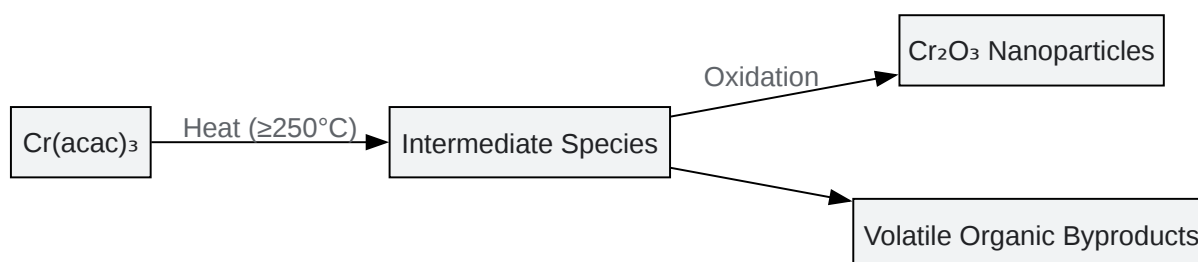 Cr(acac)₃
Heat (≥250°C)
Intermediate Species
Oxidation
Cr₂O₃ Nanoparticles
Volatile Organic Byproducts